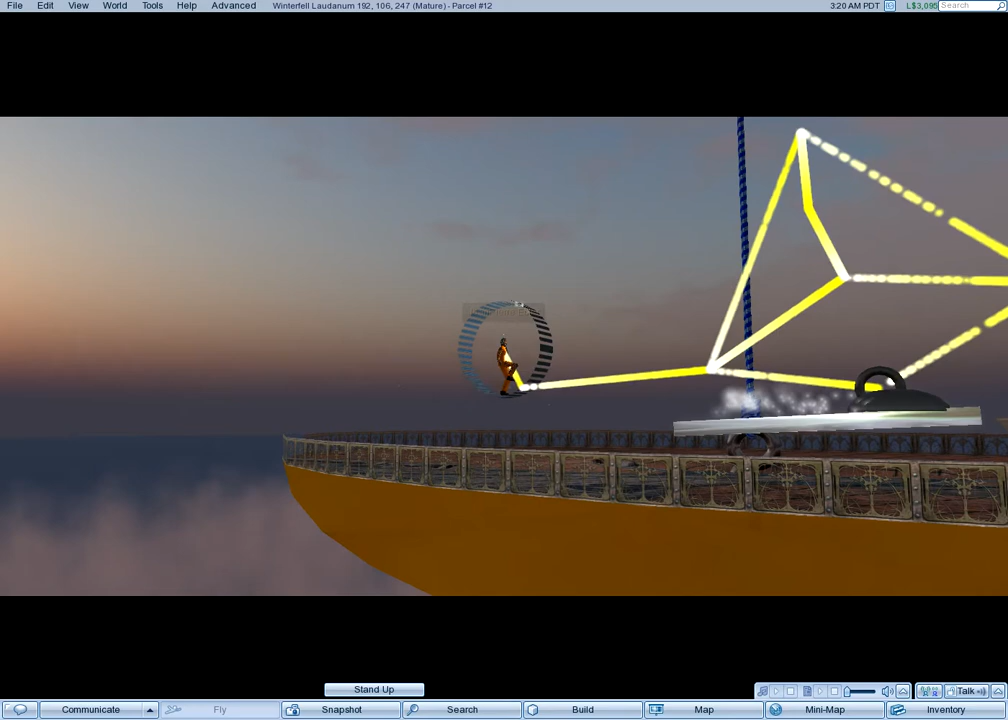 File Edit View World Tools Help Advanced Winterfell Laudanum 192, 106, 247 (Mature) - Parcel #12 3:20 AM PDT L$3,095 Search
Stand Up
Talk
Communicate Fly Snapshot Search Build Map Mini-Map Inventory